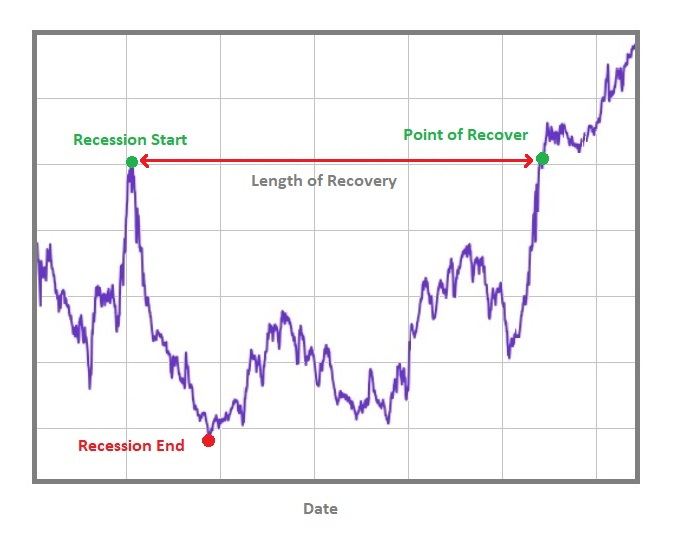 Recession Start
Point of Recover
Length of Recovery
Recession End
Date